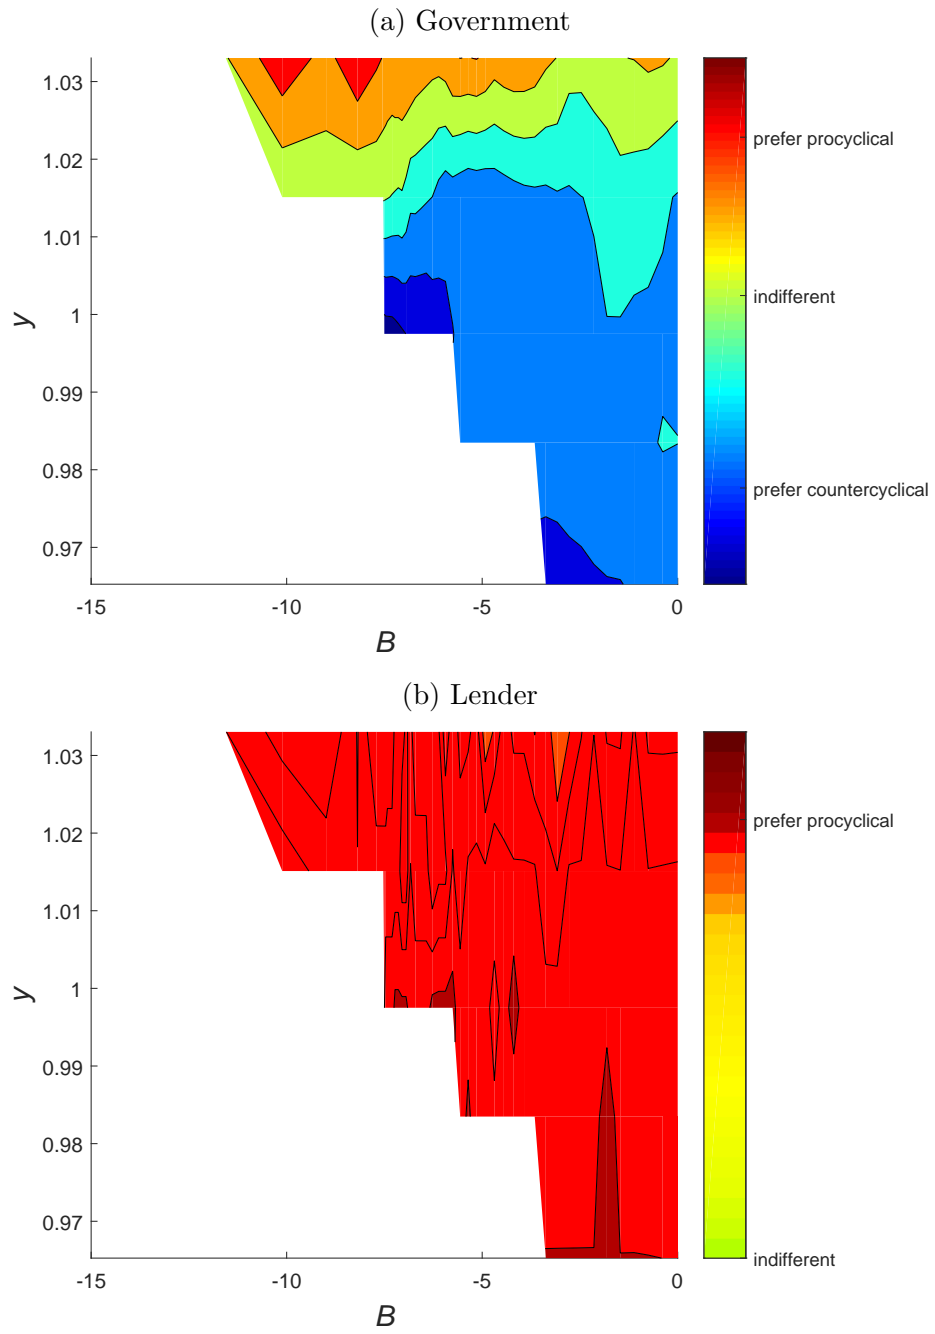 (a) Government
1.03
1.02
1.01
1
0.99
0.98
0.97
y
-15
-10
-5
0
B
prefer procyclical
indifferent
prefer countercyclical
(b) Lender
1.03
1.02
1.01
1
0.99
0.98
0.97
y
-15
-10
-5
0
B
prefer procyclical
indifferent